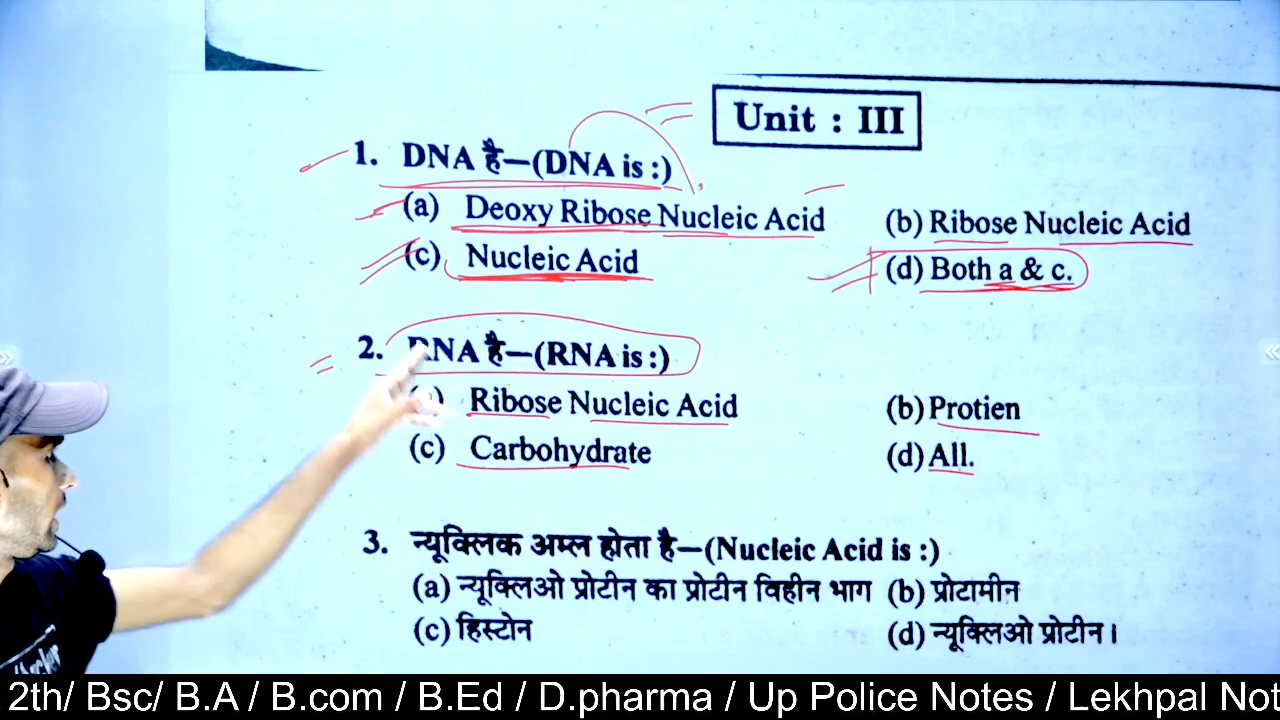 Unit : III
1. DNA है—(DNA is :)
(a) Deoxy Ribose Nucleic Acid (b) Ribose Nucleic Acid
(c) Nucleic Acid (d) Both a & c.
2. RNA है—(RNA is :)
Ribose Nucleic Acid (b) Protien
(c) Carbohydrate (d) All.
3. न्यूक्लिक अम्ल होता है—(Nucleic Acid is :)
(a) न्यूक्लिओ प्रोटीन का प्रोटीन विहीन भाग (b) प्रोटामीन
(c) हिस्टोन (d) न्यूक्लिओ प्रोटीन।
2th/ Bsc/ B.A / B.com / B.Ed / D.pharma / Up Police Notes / Lekhpal Not